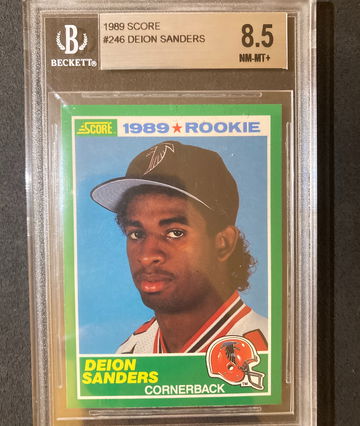 B
BECKETT®
1989 SCORE
#246 DEION SANDERS
8.5
NM-MT+
SCORE
1989 ★ ROOKIE
DEION
SANDERS
CORNERBACK